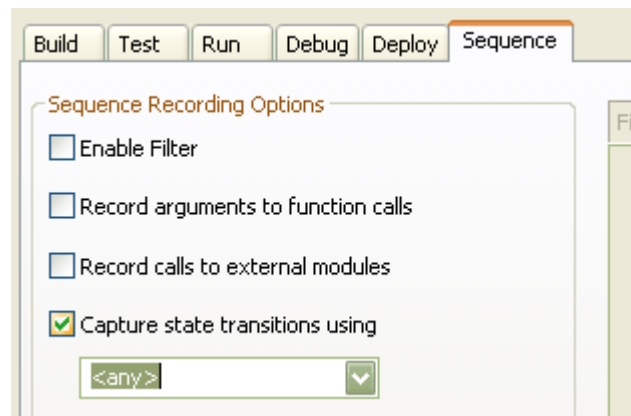 Build Test Run Debug Deploy Sequence
Sequence Recording Options
Enable Filter
Record arguments to function calls
Record calls to external modules
Capture state transitions using
<any>